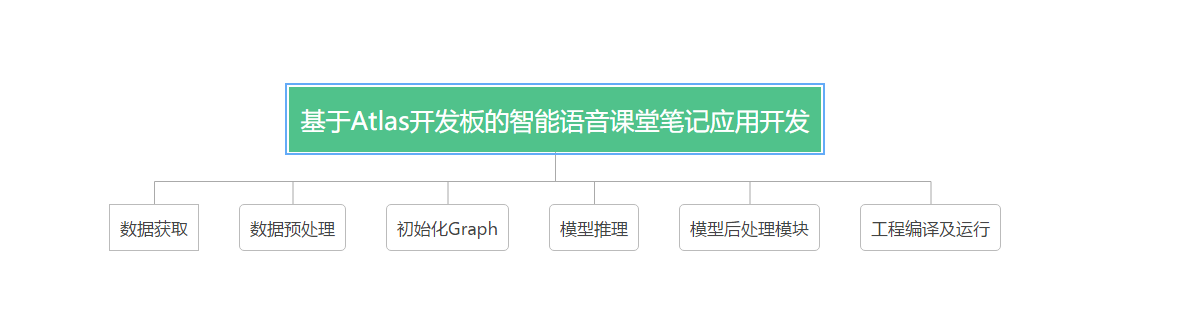 基于Atlas开发板的智能语音课堂笔记应用开发
数据获取
数据预处理
初始化Graph
模型推理
模型后处理模块
工程编译及运行